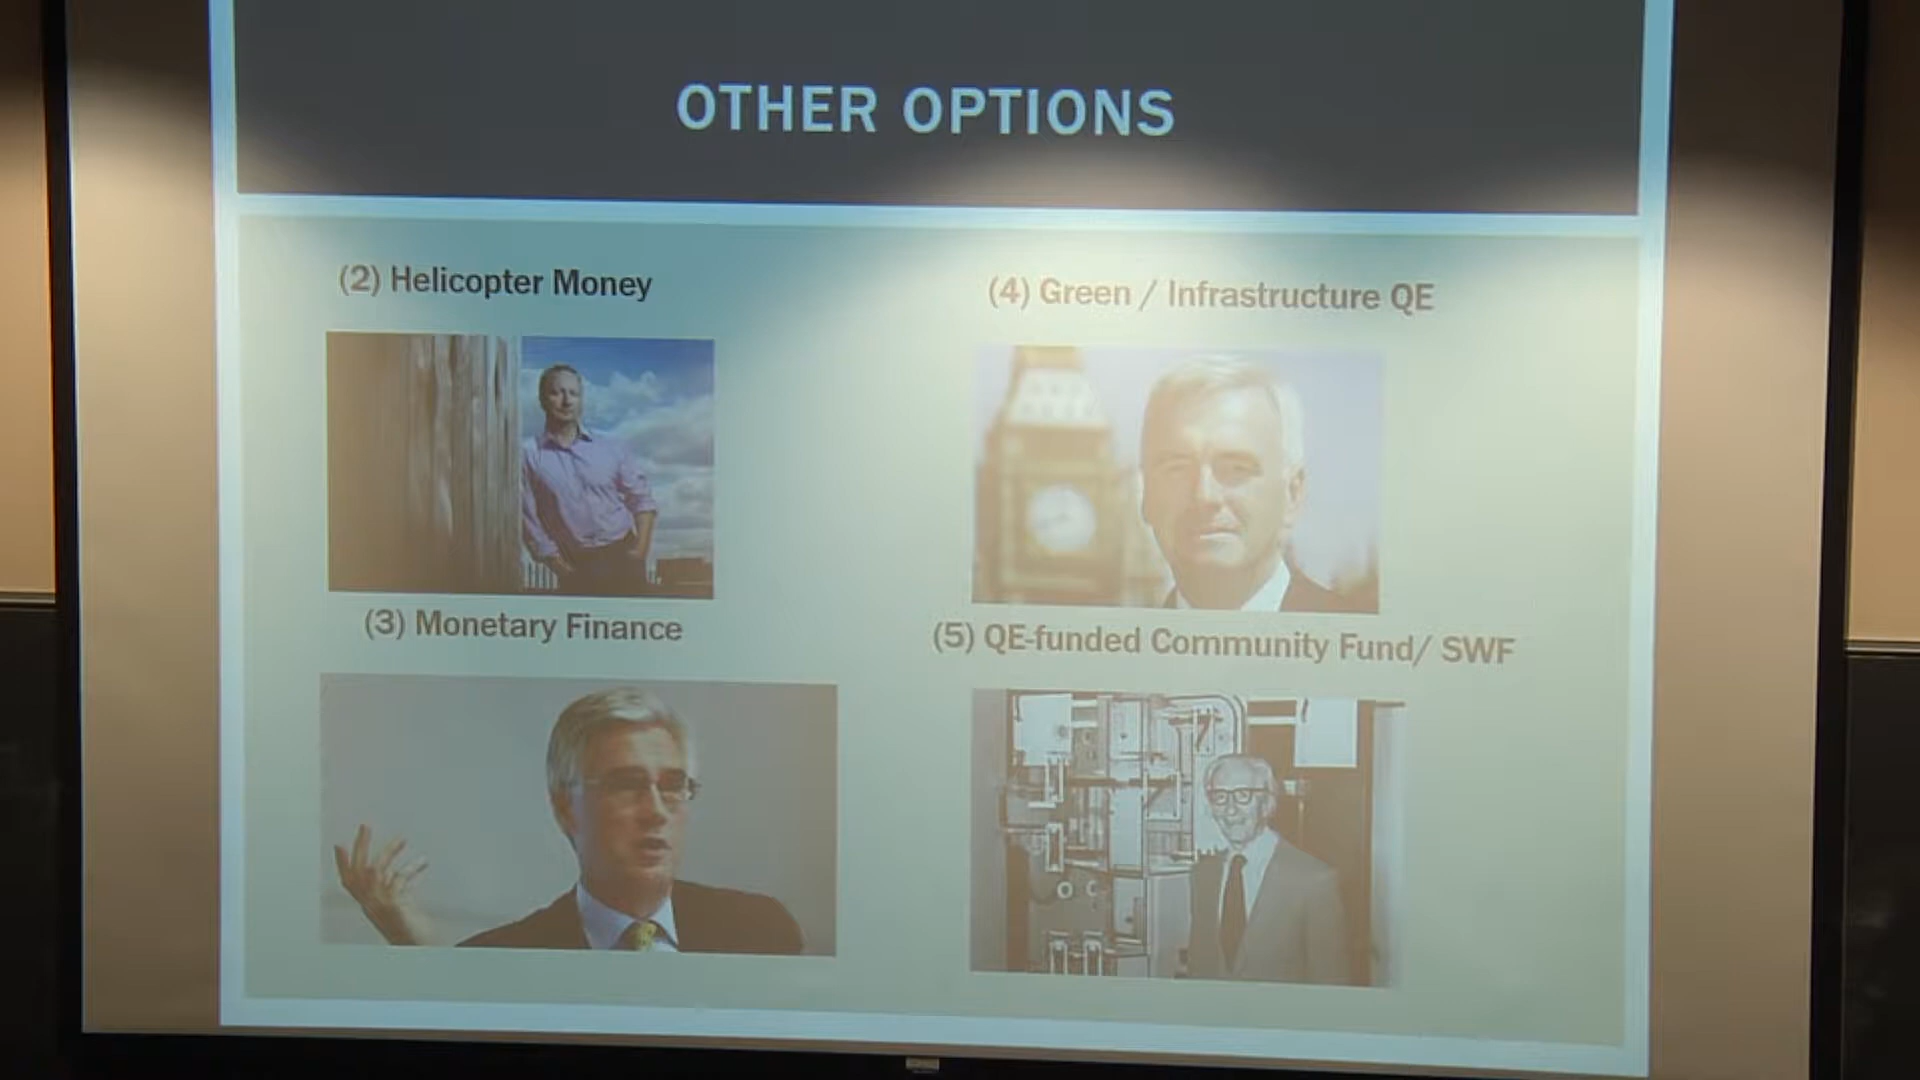 OTHER OPTIONS
(2) Helicopter Money
(4) Green / Infrastructure QE
(3) Monetary Finance
(5) QE-funded Community Fund/ SWF